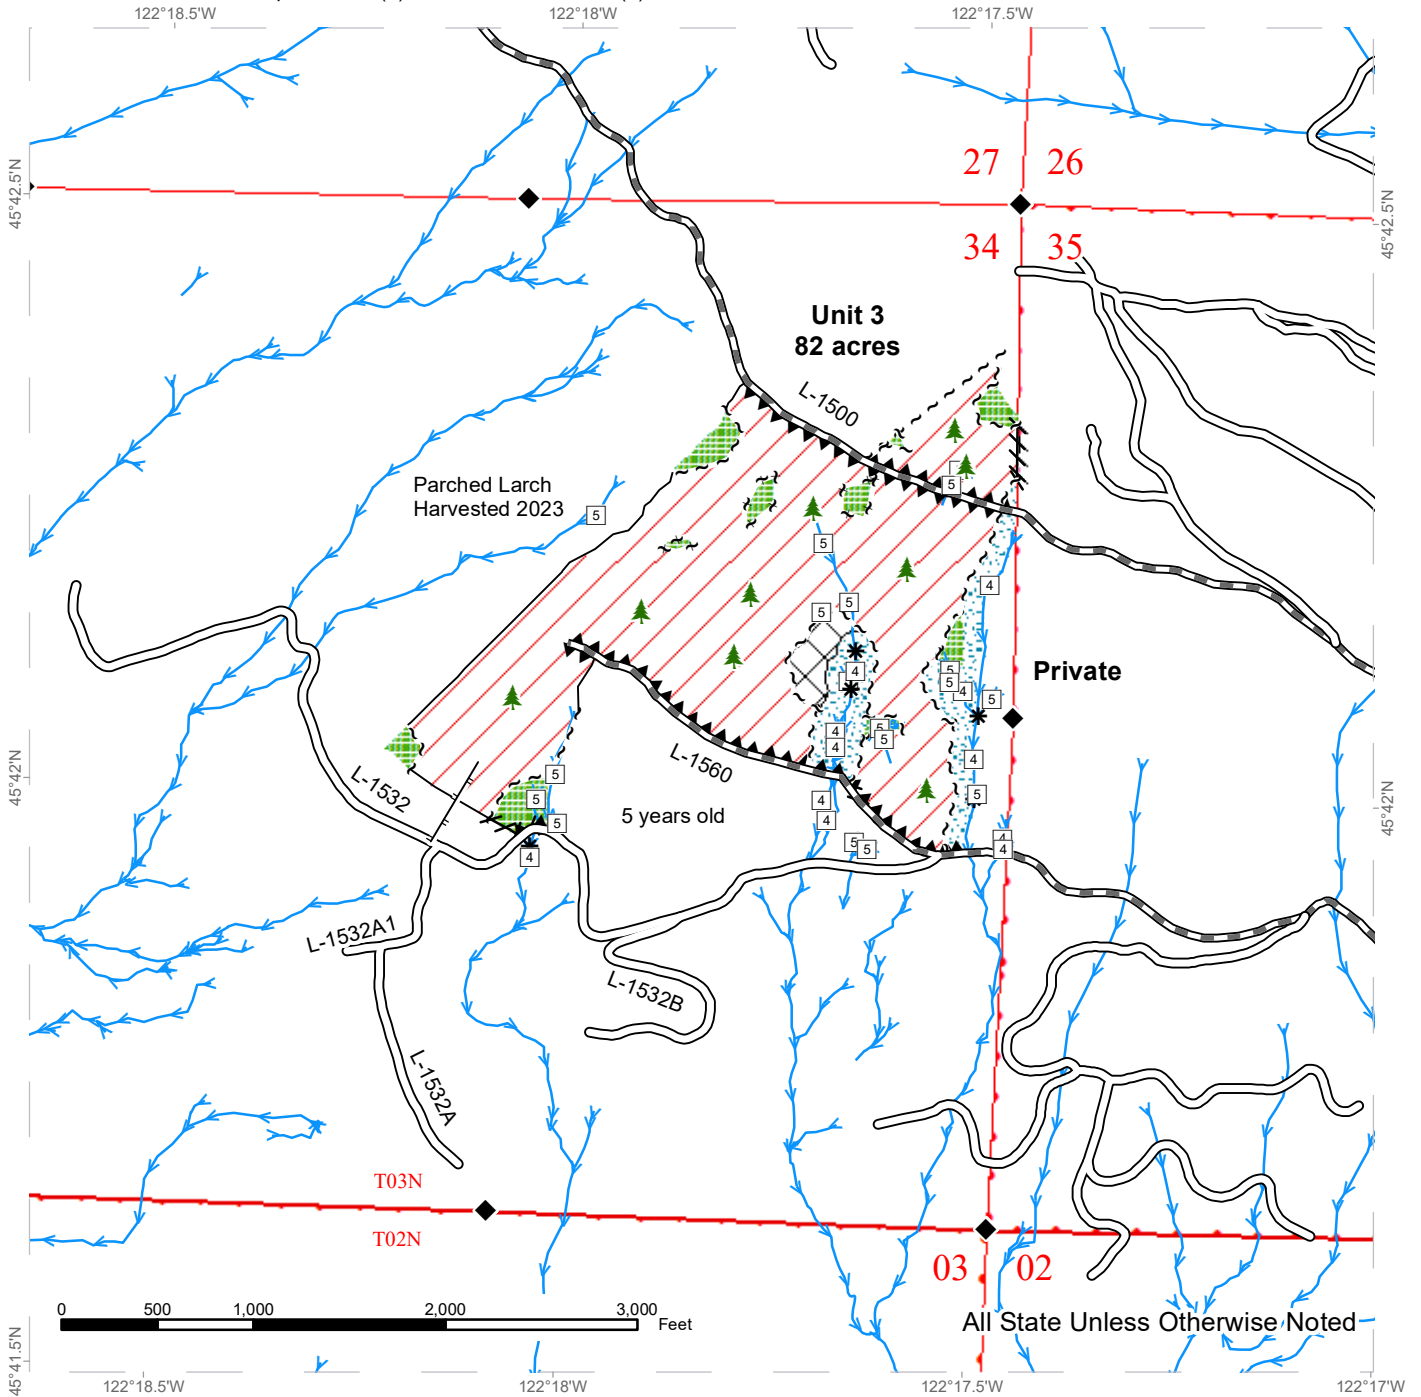 122°18.5'W
122°18'W
122°17.5'W
45°42.5'N
45°42.5'N
27
26
34
35
Unit 3
82 acres
L-1500
Parched Larch
Harvested 2023
5
5
5
4
5
5
Private
4
5
5
4
5
4
4
5
5
45°42'N
L-1532
L-1560
4
5
5
5
5 years old
4
4
5
5
4
4
4
45°42'N
L-1532A1
L-1532B
L-1532A
T03N
T02N
03
02
0
500
1,000
2,000
3,000
Feet
All State Unless Otherwise Noted
45°41.5'N
122°18.5'W
122°18'W
122°17.5'W
122°17'W